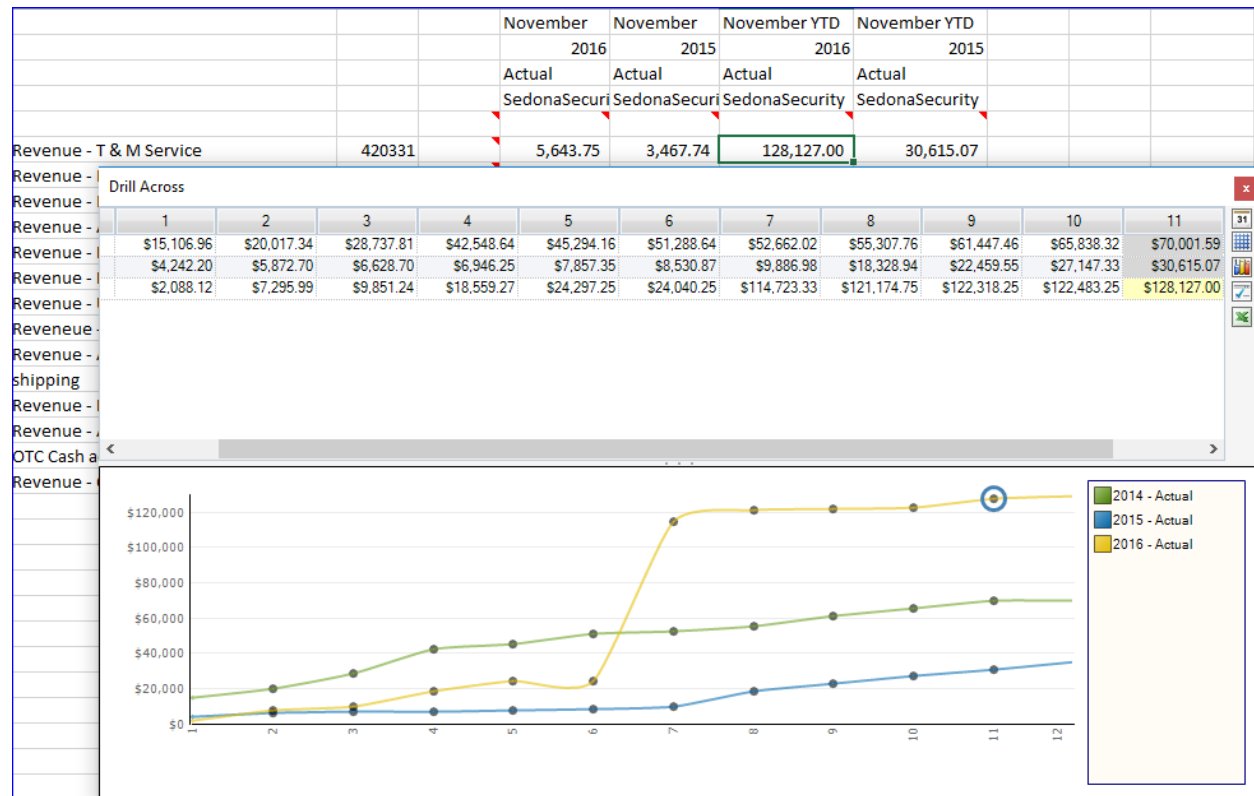 November November November YTD November YTD
2016 2015 2016 2015
Actual Actual Actual Actual
SedonaSecuri SedonaSecuri SedonaSecurity SedonaSecurity
Revenue - T & M Service 420331 5,643.75 3,467.74 128,127.00 30,615.07
Revenue -
Drill Across x
Revenue -
1 2 3 4 5 6 7 8 9 10 11 31
Revenue -
$15,106.96 $20,017.34 $28,737.81 $42,548.64 $45,294.16 $51,288.64 $52,662.02 $55,307.76 $61,447.46 $65,838.32 $70,001.59
Revenue -
$4,242.20 $5,872.70 $6,628.70 $6,946.25 $7,857.35 $8,530.87 $9,886.98 $18,328.94 $22,459.55 $27,147.33 $30,615.07
Revenue -
$2,088.12 $7,295.99 $9,851.24 $18,559.27 $24,297.25 $24,040.25 $114,723.33 $121,174.75 $122,318.25 $122,483.25 $128,127.00
Revenue -
Reveneue -
Revenue -
shipping
Revenue -
Revenue -
OTC Cash a
Revenue -
$120,000
$100,000
$80,000
$60,000
$40,000
$20,000
$0
1 2 3 4 5 6 7 8 9 10 11 12
2014 - Actual
2015 - Actual
2016 - Actual